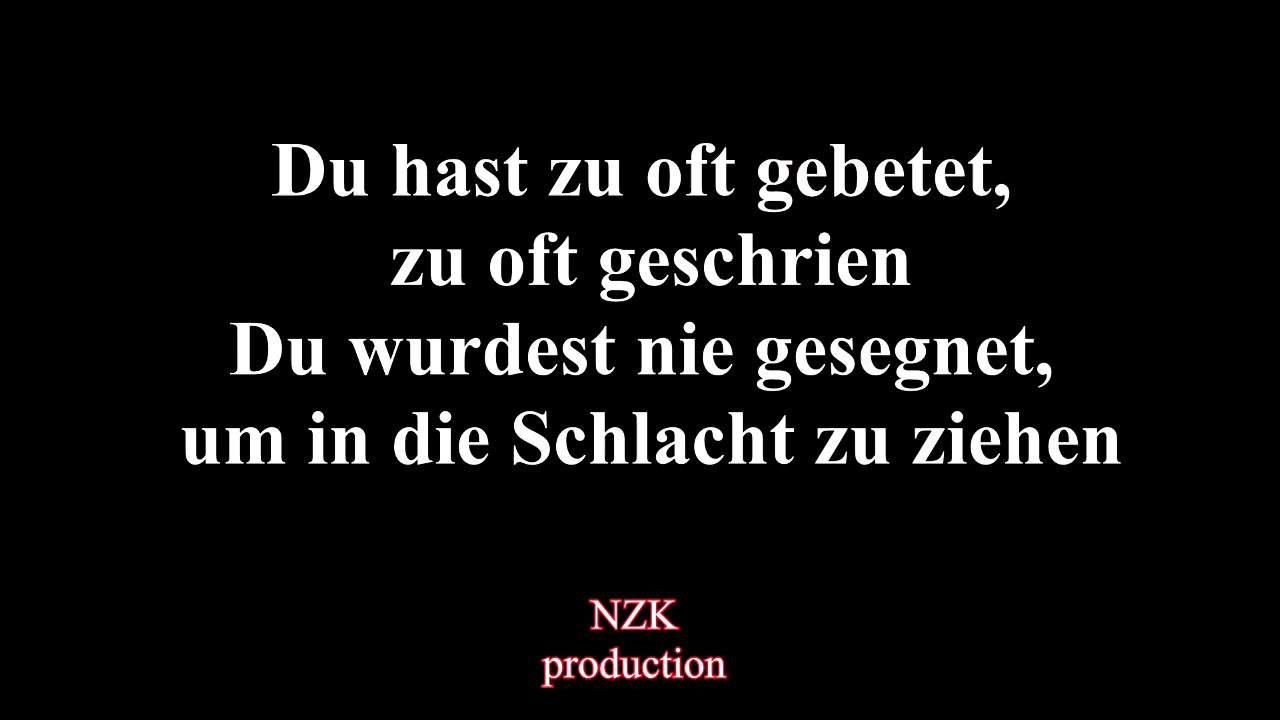 Du hast zu oft gebetet,
zu oft geschrien
Du wurdest nie gesegnet,
um in die Schlacht zu ziehen
NZK
production